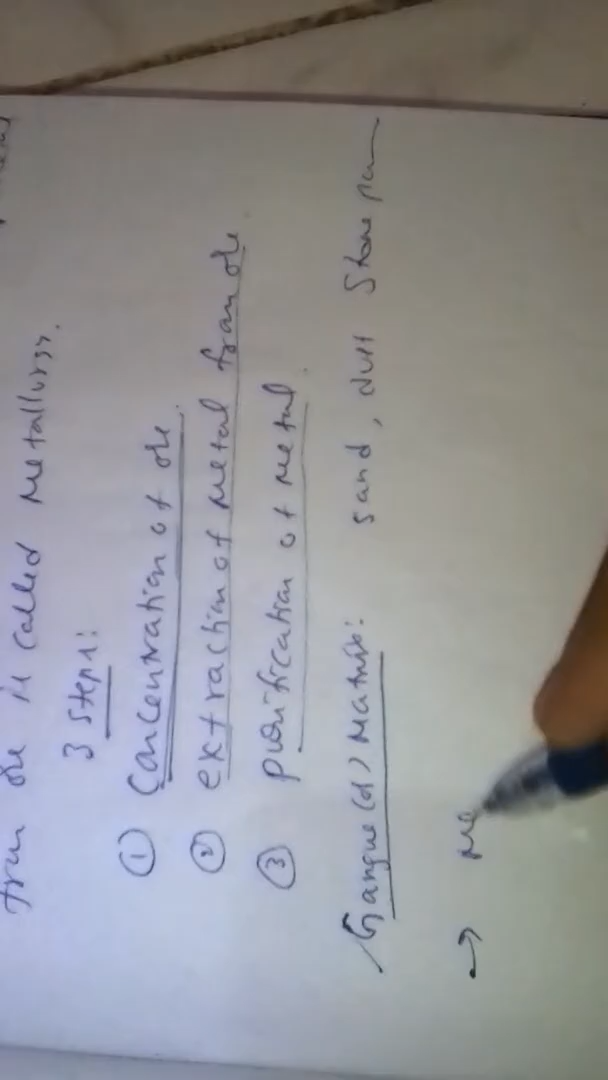 from ore is called metallurgy.
3 steps:
① Concentration of ore.
② extraction of metal from ore.
③ purification of metal.
Gangue (or) Matrix: sand, dust stone
→ Me